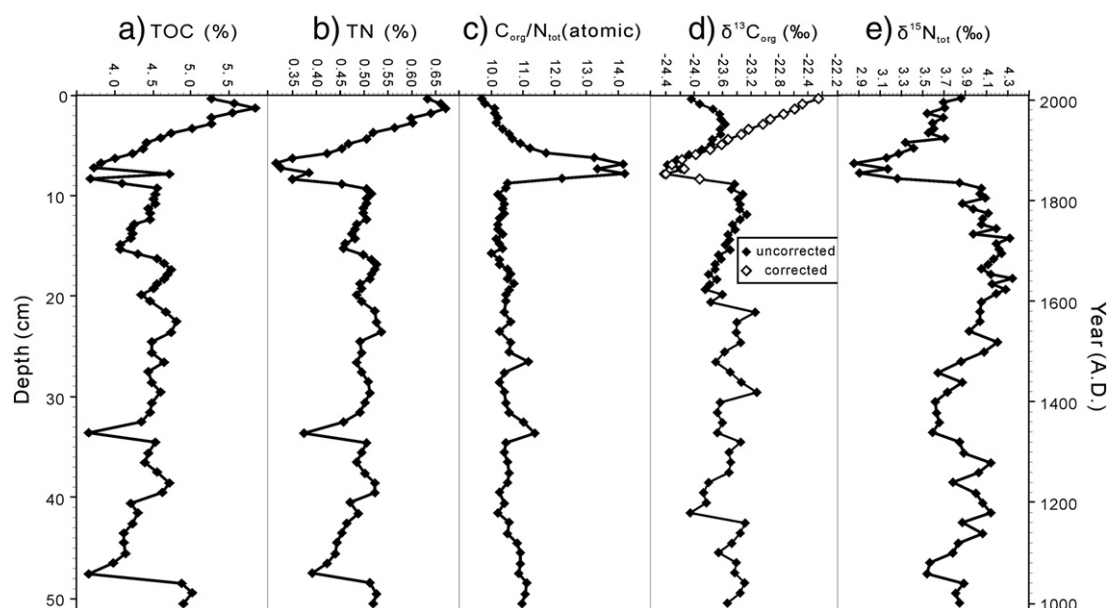 a) TOC (%) b) TN (%) c) Corg/Ntot(atomic) d) δ13Corg (‰) e) δ15Ntot (‰)
4.0 4.5 5.0 5.5 0.35 0.40 0.45 0.50 0.55 0.60 0.65 10.0 11.0 12.0 13.0 14.0 -24.4 -24.0 -23.6 -23.2 -22.8 -22.4 -22.2 2.9 3.1 3.3 3.5 3.7 3.9 4.1 4.3
0 2000
10 1800
uncorrected
corrected
20 1600
Depth (cm) Year (A.D.)
30 1400
40 1200
50 1000